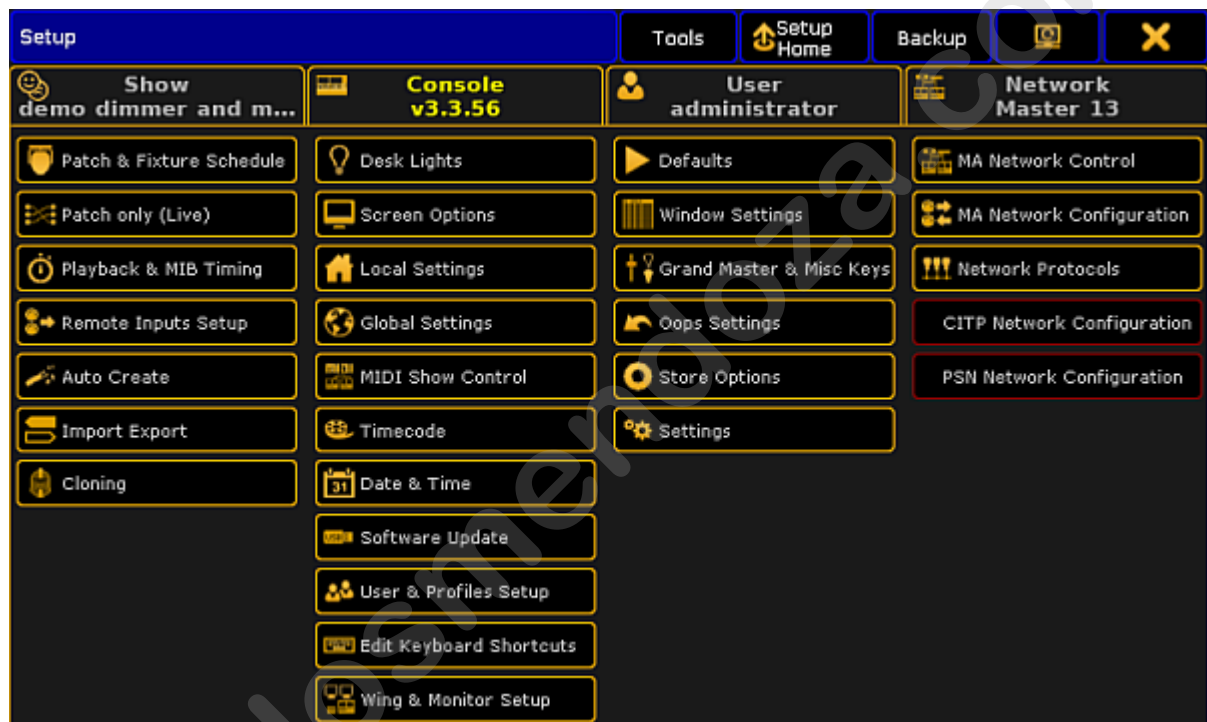 Setup
Tools
Setup
Home
Backup
Show
demo dimmer and m...
Console
v3.3.56
User
administrator
Network
Master 13
Patch & Fixture Schedule
Patch only (Live)
Playback & MIB Timing
Remote Inputs Setup
Auto Create
Import Export
Cloning
Desk Lights
Screen Options
Local Settings
Global Settings
MIDI Show Control
Timecode
31 Date & Time
Software Update
User & Profiles Setup
Edit Keyboard Shortcuts
Wing & Monitor Setup
Defaults
Window Settings
Grand Master & Misc Keys
Oops Settings
Store Options
Settings
MA Network Control
MA Network Configuration
Network Protocols
CITP Network Configuration
PSN Network Configuration